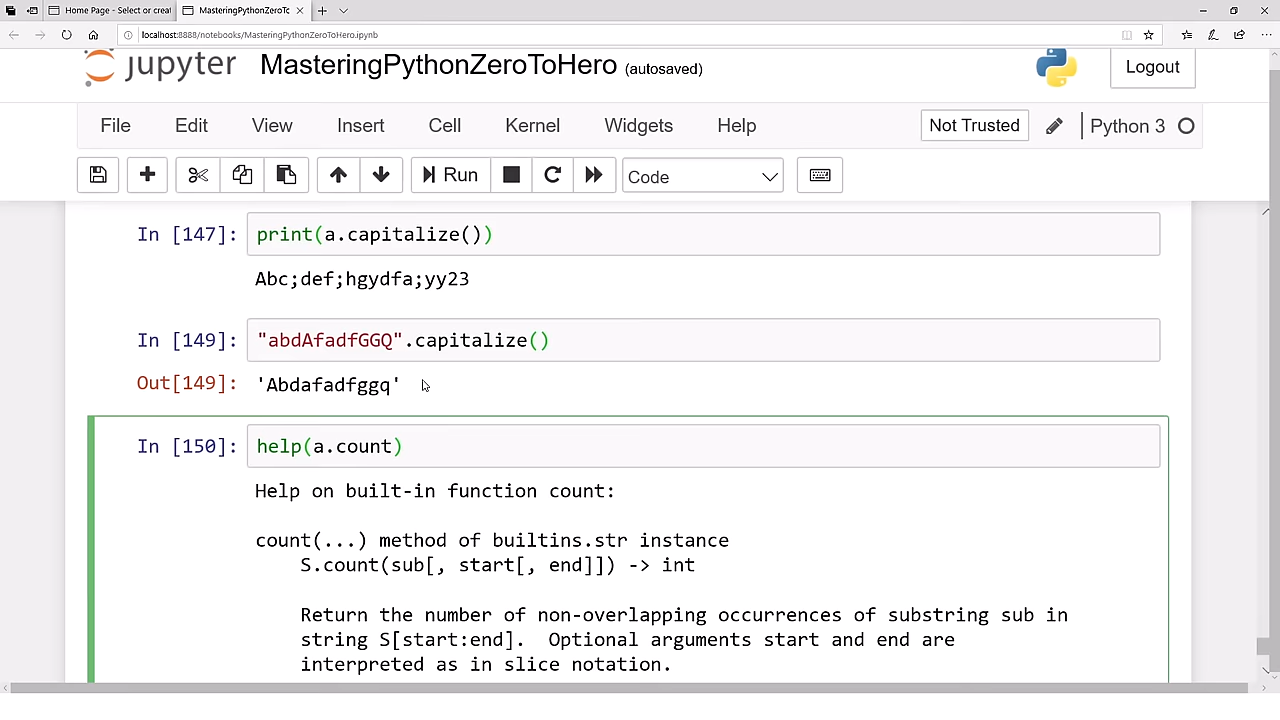 Home Page - Select or creat
MasteringPythonZeroToHero
localhost:8888/notebooks/MasteringPythonZeroToHero.ipynb
jupyter MasteringPythonZeroToHero (autosaved)
Logout
File Edit View Insert Cell Kernel Widgets Help Not Trusted Python 3
Run Code
In [147]: print(a.capitalize())
Abc;def;hgydfa;yy23
In [149]: "abdAfadfGGQ".capitalize()
Out[149]: 'Abdafadfggq'
In [150]: help(a.count)
Help on built-in function count:
count(...) method of builtins.str instance
S.count(sub[, start[, end]]) -> int
Return the number of non-overlapping occurrences of substring sub in
string S[start:end].  Optional arguments start and end are
interpreted as in slice notation.